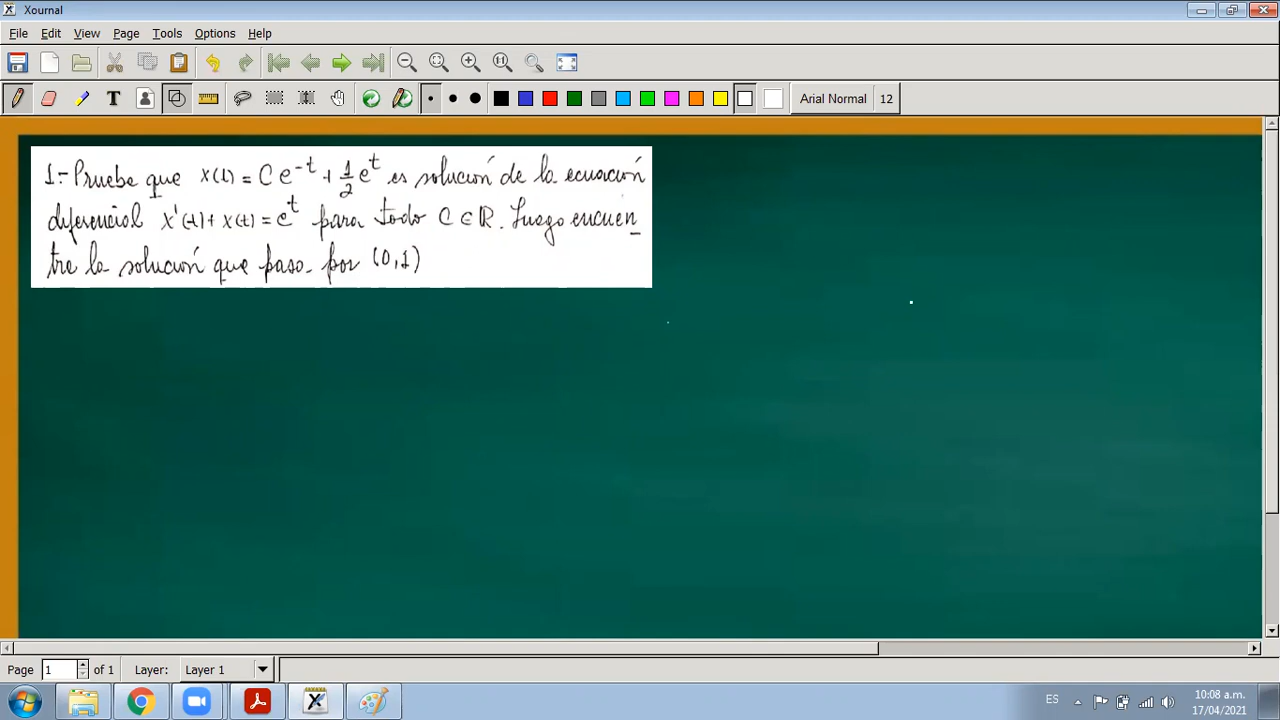 Xournal
File Edit View Page Tools Options Help
Arial Normal 12
1.- Pruebe que x(t) = C e^{-t} + 1/2 e^t es solución de la ecuación
diferencial x'(t) + x(t) = e^t para todo C ∈ ℝ. Luego encuen
tre la solución que pasa por (0,1)
Page 1 of 1 Layer: Layer 1
ES 10:08 a.m.
17/04/2021